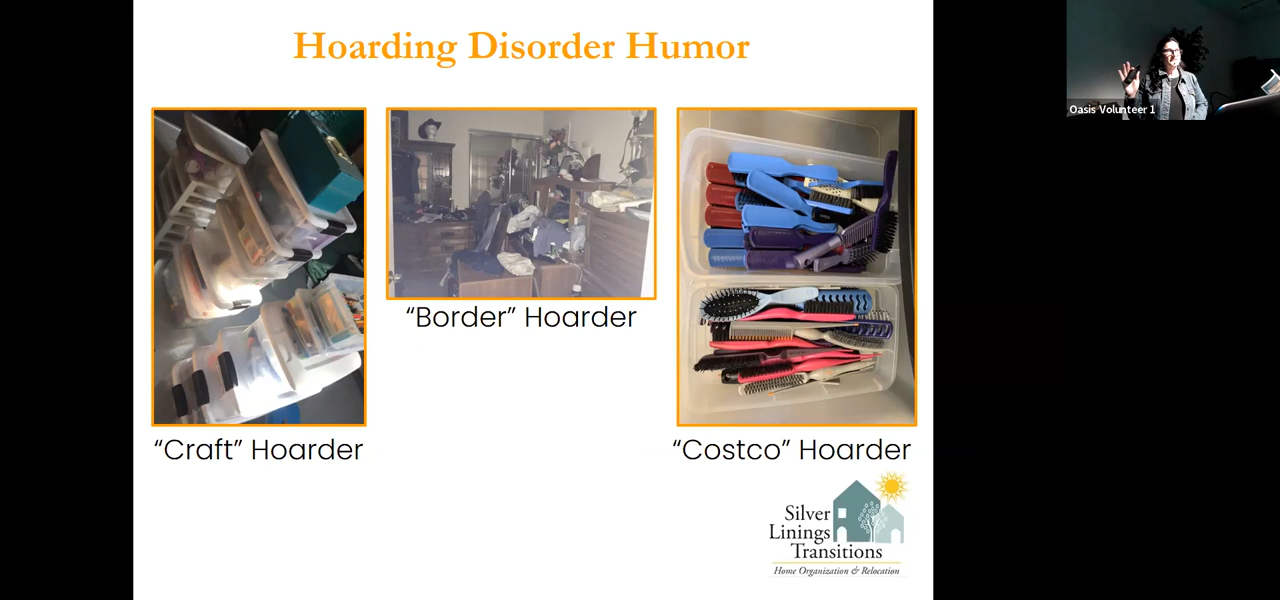 Hoarding Disorder Humor
Oasis Volunteer 1
“Border” Hoarder
“Craft” Hoarder
“Costco” Hoarder
Silver
Linings
Transitions
Home Organization & Relocation